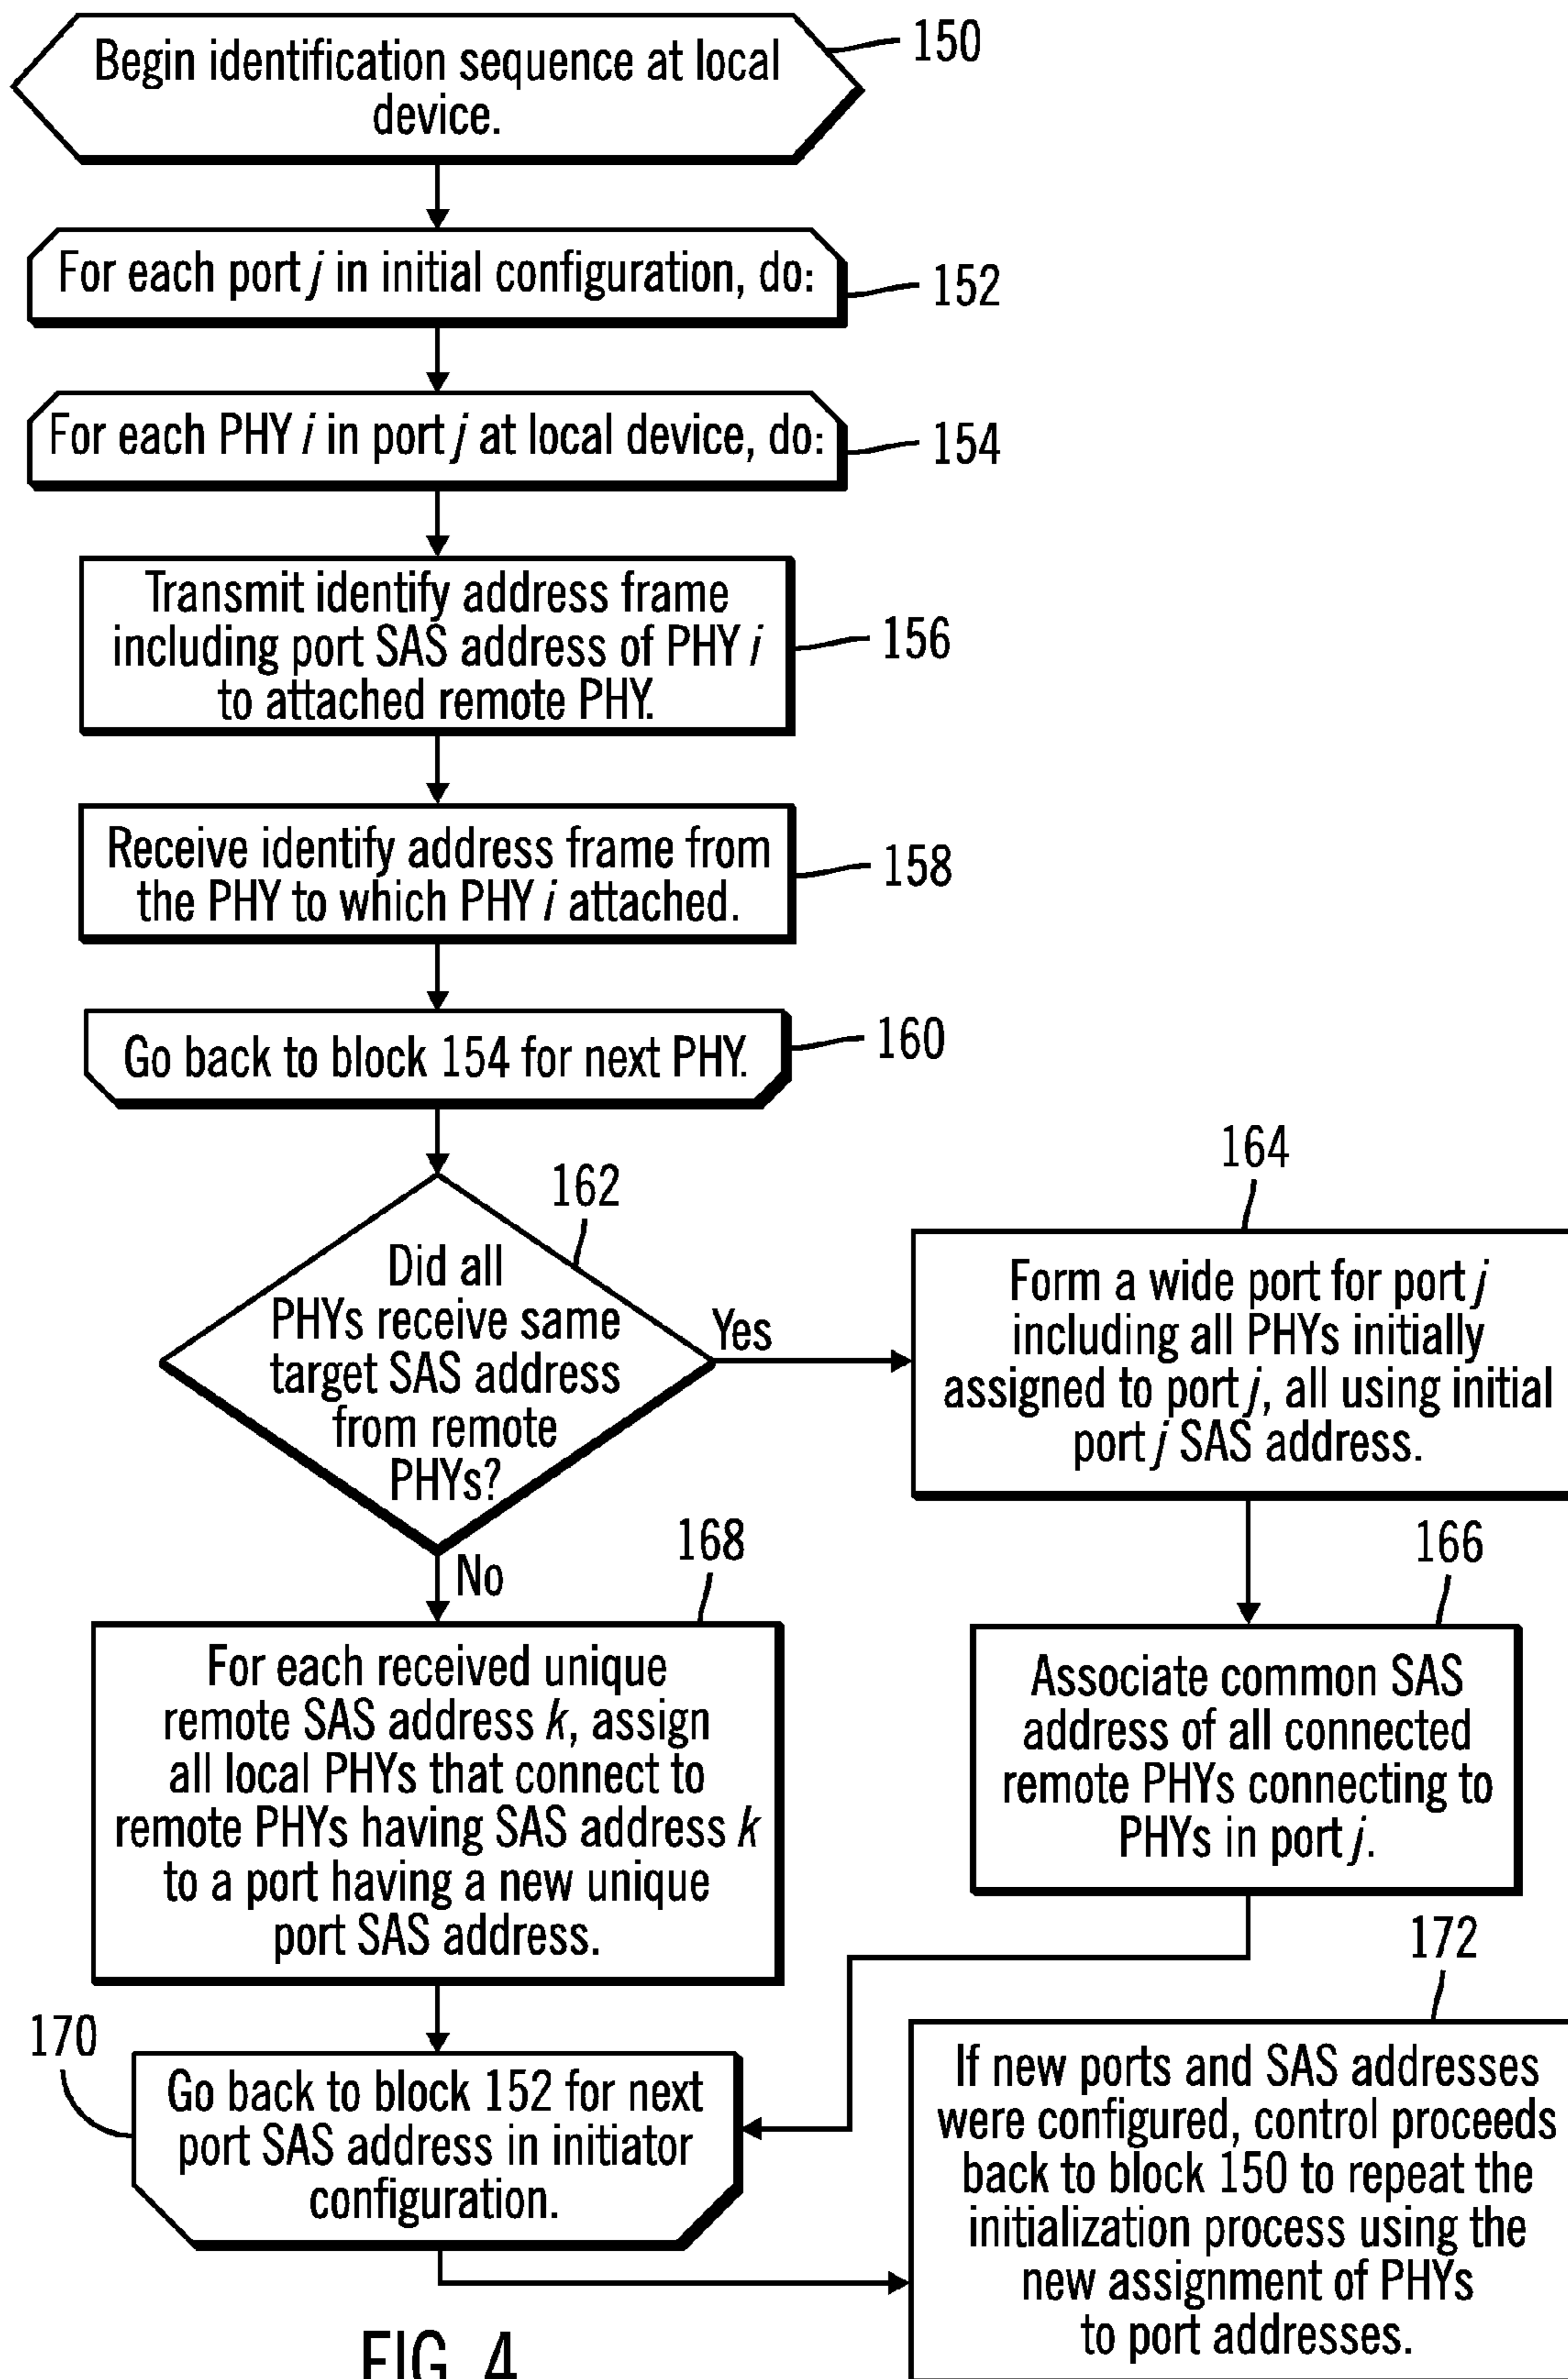 Begin identification sequence at local
device.
150
For each port j in initial configuration, do:
152
For each PHY i in port j at local device, do:
154
Transmit identify address frame
including port SAS address of PHY i
to attached remote PHY.
156
Receive identify address frame from
the PHY to which PHY i attached.
158
Go back to block 154 for next PHY.
160
162
Did all
PHYs receive same
target SAS address
from remote
PHYs?
Yes
No
164
Form a wide port for port j
including all PHYs initially
assigned to port j, all using initial
port j SAS address.
166
Associate common SAS
address of all connected
remote PHYs connecting to
PHYs in port j.
168
For each received unique
remote SAS address k, assign
all local PHYs that connect to
remote PHYs having SAS address k
to a port having a new unique
port SAS address.
170
Go back to block 152 for next
port SAS address in initiator
configuration.
172
If new ports and SAS addresses
were configured, control proceeds
back to block 150 to repeat the
initialization process using the
new assignment of PHYs
to port addresses.
FIG. 4